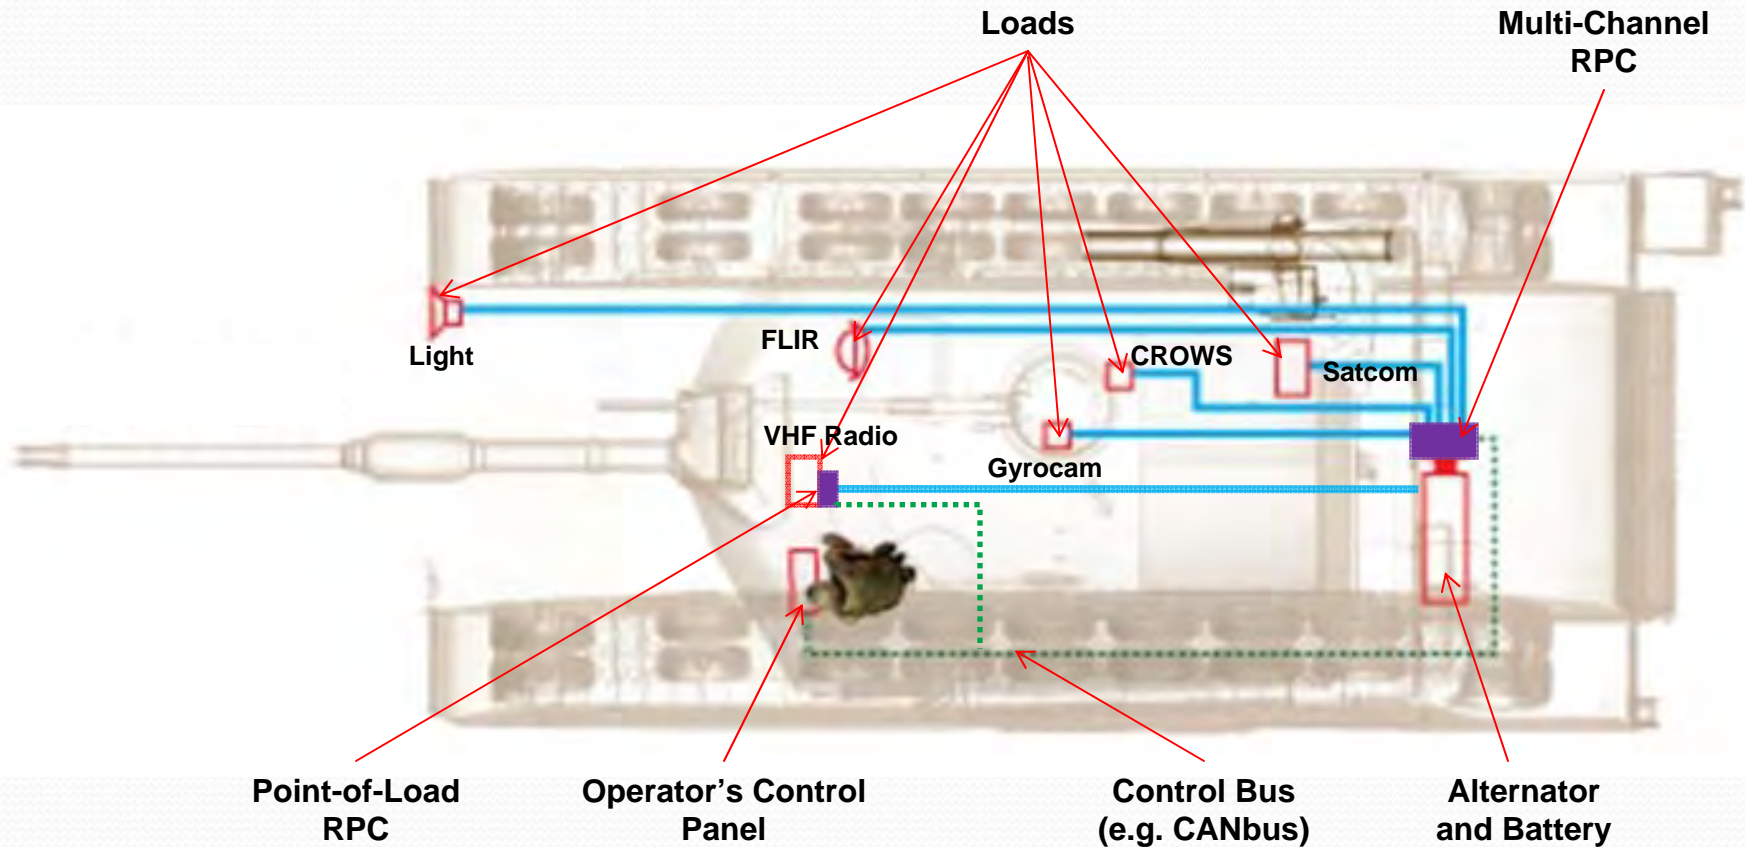 Loads
Multi-Channel
RPC
Light
FLIR
CROWS
Satcom
VHF Radio
Gyrocam
Point-of-Load
RPC
Operator’s Control
Panel
Control Bus
(e.g. CANbus)
Alternator
and Battery